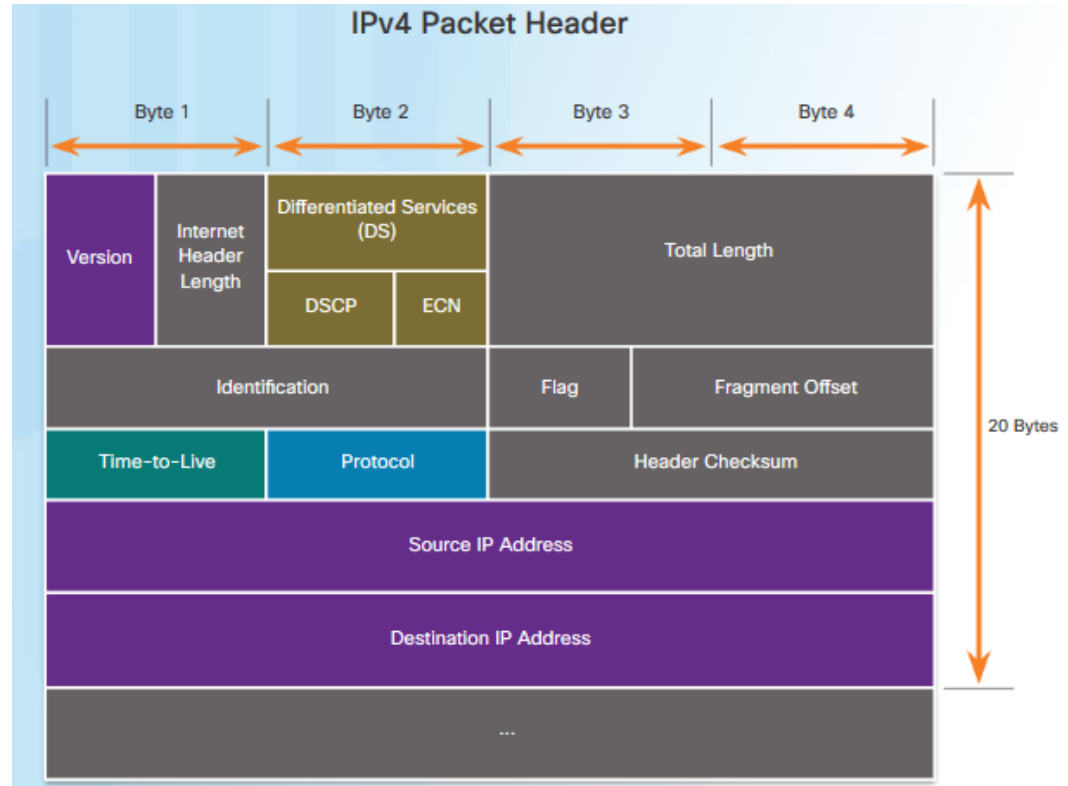 IPv4 Packet Header
Byte 1
Byte 2
Byte 3
Byte 4
Version
Internet
Header
Length
Differentiated Services
(DS)
DSCP
ECN
Total Length
Identification
Flag
Fragment Offset
20 Bytes
Time-to-Live
Protocol
Header Checksum
Source IP Address
Destination IP Address
...